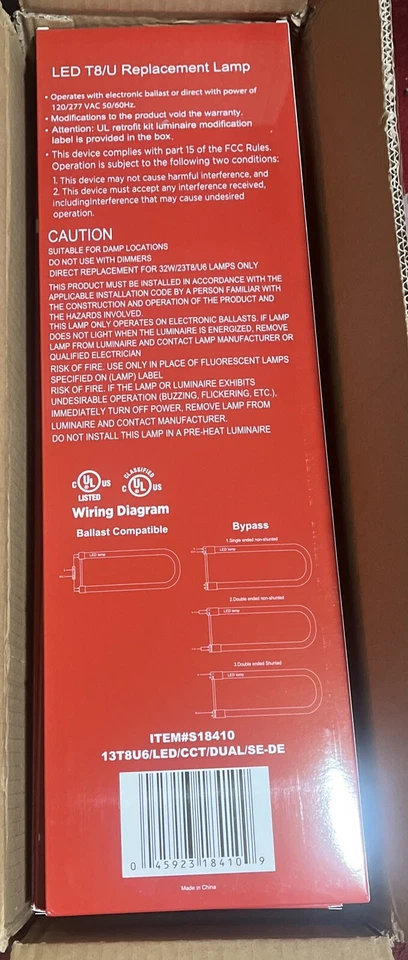 LED T8/U Replacement Lamp
• Operates with electronic ballast or direct with power of
120/277 VAC 50/60Hz.
• Modifications to the product void the warranty.
• Attention: UL retrofit kit luminaire modification
label is provided in the box.
• This device complies with part 15 of the FCC Rules.
Operation is subject to the following two conditions:
1. This device may not cause harmful interference, and
2. This device must accept any interference received,
includingInterference that may cause undesired
operation.
CAUTION
SUITABLE FOR DAMP LOCATIONS
DO NOT USE WITH DIMMERS
DIRECT REPLACEMENT FOR 32W/23T8/U6 LAMPS ONLY
THIS PRODUCT MUST BE INSTALLED IN ACCORDANCE WITH THE
APPLICABLE INSTALLATION CODE BY A PERSON FAMILIAR WITH
THE CONSTRUCTION AND OPERATION OF THE PRODUCT AND
THE HAZARDS INVOLVED.
THIS LAMP ONLY OPERATES ON ELECTRONIC BALLASTS. IF LAMP
DOES NOT LIGHT WHEN THE LUMINAIRE IS ENERGIZED, REMOVE
LAMP FROM LUMINAIRE AND CONTACT LAMP MANUFACTURER OR
QUALIFIED ELECTRICIAN
RISK OF FIRE. USE ONLY IN PLACE OF FLUORESCENT LAMPS
SPECIFIED ON (LAMP) LABEL
RISK OF FIRE. IF THE LAMP OR LUMINAIRE EXHIBITS
UNDESIRABLE OPERATION (BUZZING, FLICKERING, ETC.),
IMMEDIATELY TURN OFF POWER, REMOVE LAMP FROM
LUMINAIRE AND CONTACT MANUFACTURER.
DO NOT INSTALL THIS LAMP IN A PRE-HEAT LUMINAIRE
C UL US
LISTED
CLASSIFIED
C UL US
Wiring Diagram
Ballast Compatible
Bypass
1.Single ended non-shunted
LED lamp
LED lamp
2.Double ended non-shunted
LED lamp
3.Double ended Shunted
LED lamp
ITEM#S18410
13T8U6/LED/CCT/DUAL/SE-DE
0 45923 18410 9
Made in China